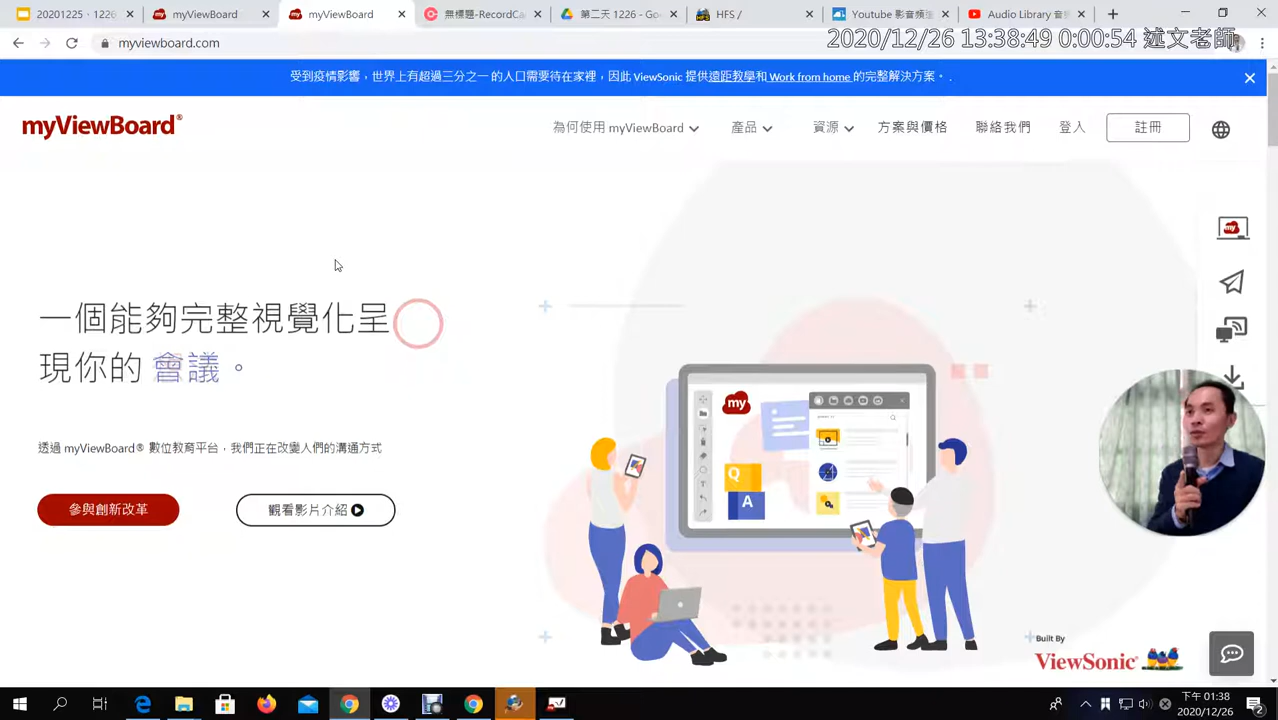 20201225、1226
myViewBoard
myViewBoard
無標題-RecordCa
第二天 1226 - Go
HFS /
Youtube 影音頻道
Audio Library 音
myviewboard.com
2020/12/26 13:38:49 0:00:54 述文老師
受到疫情影響，世界上有超過三分之一的人口需要待在家裡，因此 ViewSonic 提供遠距教學和 Work from home 的完整解決方案。.
myViewBoard®
為何使用 myViewBoard
產品
資源
方案與價格
聯絡我們
登入
註冊
my
一個能夠完整視覺化呈
現你的 會議 。
透過 myViewBoard® 數位教育平台，我們正在改變人們的溝通方式
參與創新改革
觀看影片介紹
my
Q
A
Built By
ViewSonic®
下午 01:38
2020/12/26
2